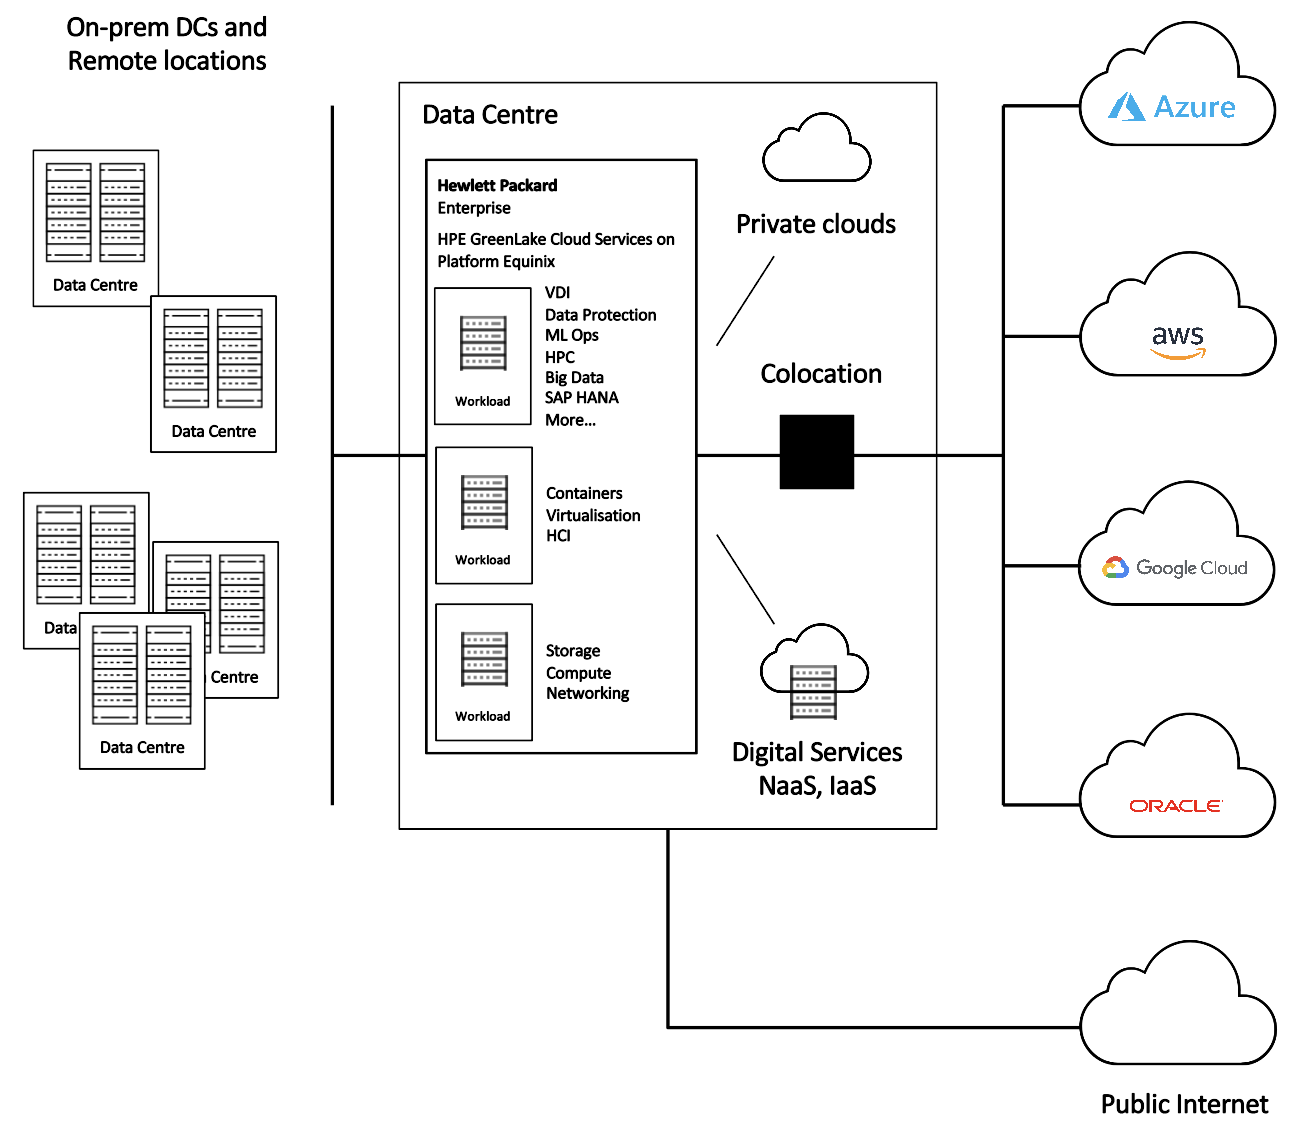 On-prem DCs and
Remote locations
Data Centre
Data Centre
Data
Centre
Data Centre
Data Centre
Hewlett Packard
Enterprise
HPE GreenLake Cloud Services on
Platform Equinix
Workload
VDI
Data Protection
ML Ops
HPC
Big Data
SAP HANA
More...
Workload
Containers
Virtualisation
HCI
Workload
Storage
Compute
Networking
Private clouds
Colocation
Digital Services
NaaS, IaaS
Azure
aws
Google Cloud
ORACLE
Public Internet